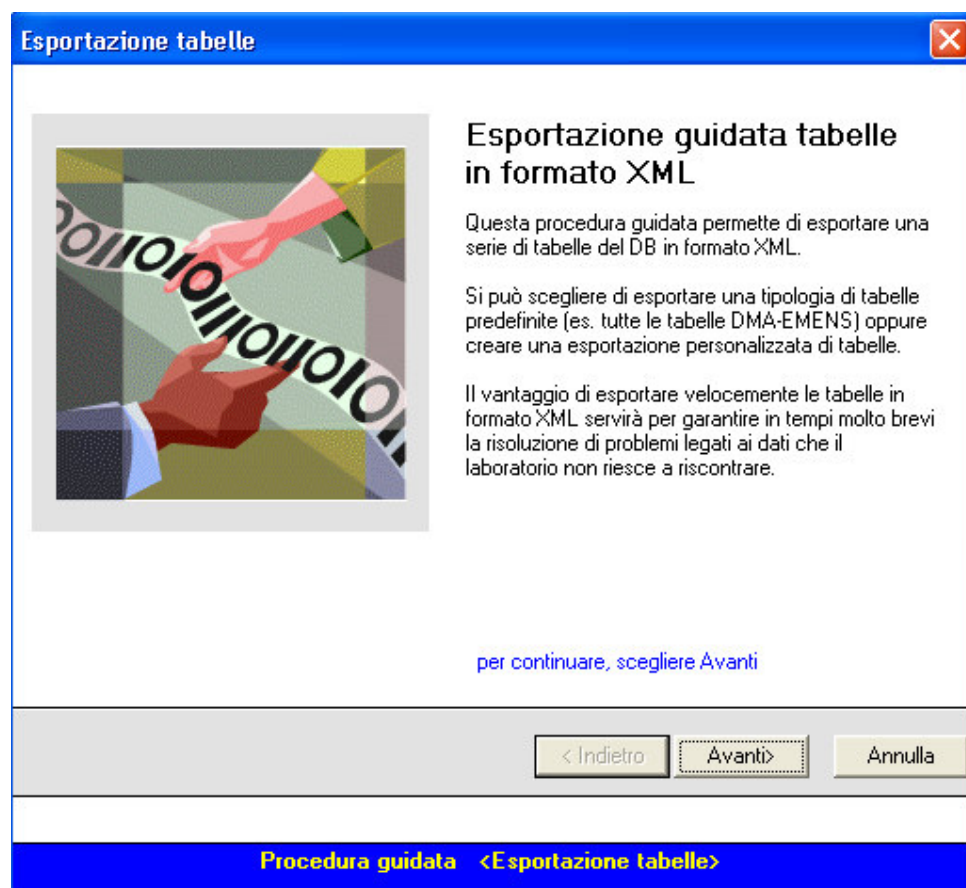 Esportazione tabelle
Esportazione guidata tabelle
in formato XML
Questa procedura guidata permette di esportare una
serie di tabelle del DB in formato XML.
Si può scegliere di esportare una tipologia di tabelle
predefinite (es. tutte le tabelle DMA-EMENS) oppure
creare una esportazione personalizzata di tabelle.
Il vantaggio di esportare velocemente le tabelle in
formato XML servirà per garantire in tempi molto brevi
la risoluzione di problemi legati ai dati che il
laboratorio non riesce a riscontrare.
per continuare, scegliere Avanti
< Indietro
Avanti>
Annulla
Procedura guidata <Esportazione tabelle>